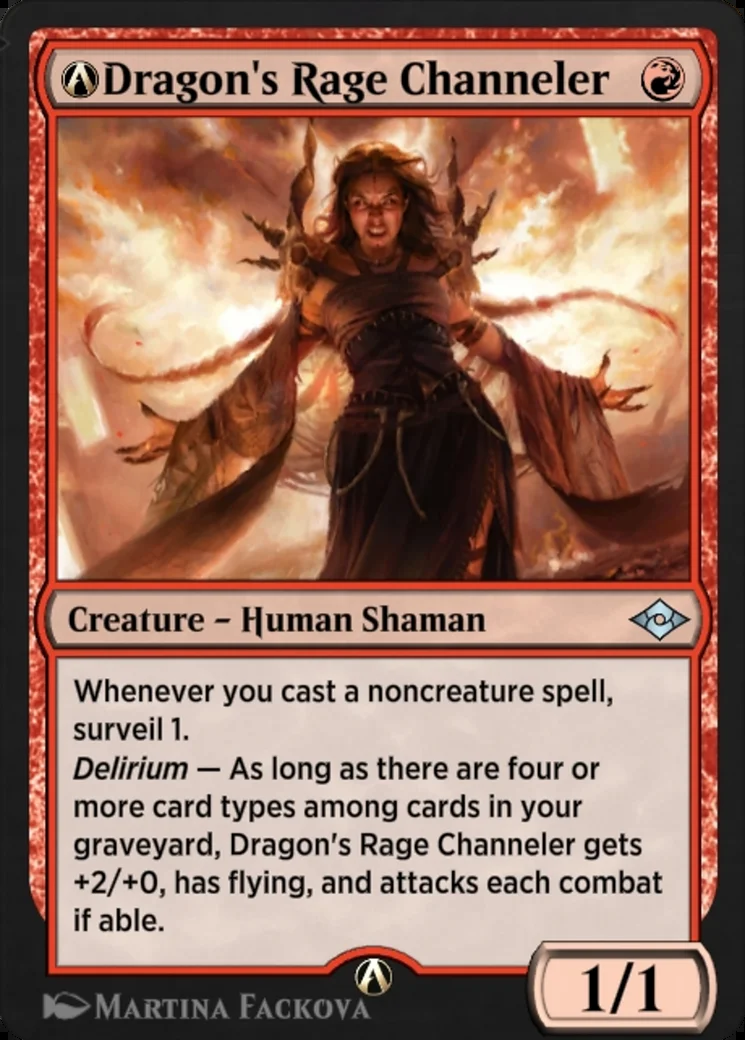 Dragon's Rage Channeler
Creature – Human Shaman
Whenever you cast a noncreature spell,
surveil 1.
Delirium — As long as there are four or
more card types among cards in your
graveyard, Dragon's Rage Channeler gets
+2/+0, has flying, and attacks each combat
if able.
1/1
Martina Fackova